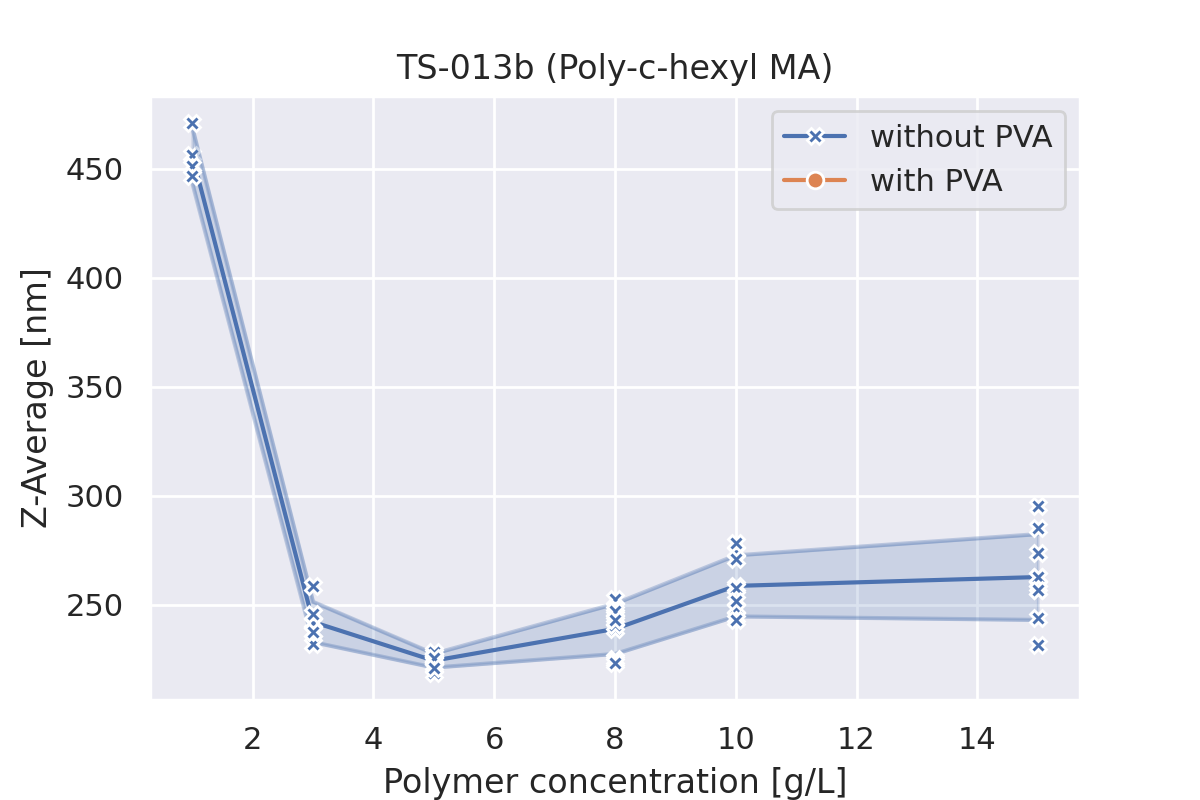 TS-013b (Poly-c-hexyl MA)
without PVA
with PVA
Z-Average [nm]
450
400
350
300
250
2 4 6 8 10 12 14
Polymer concentration [g/L]